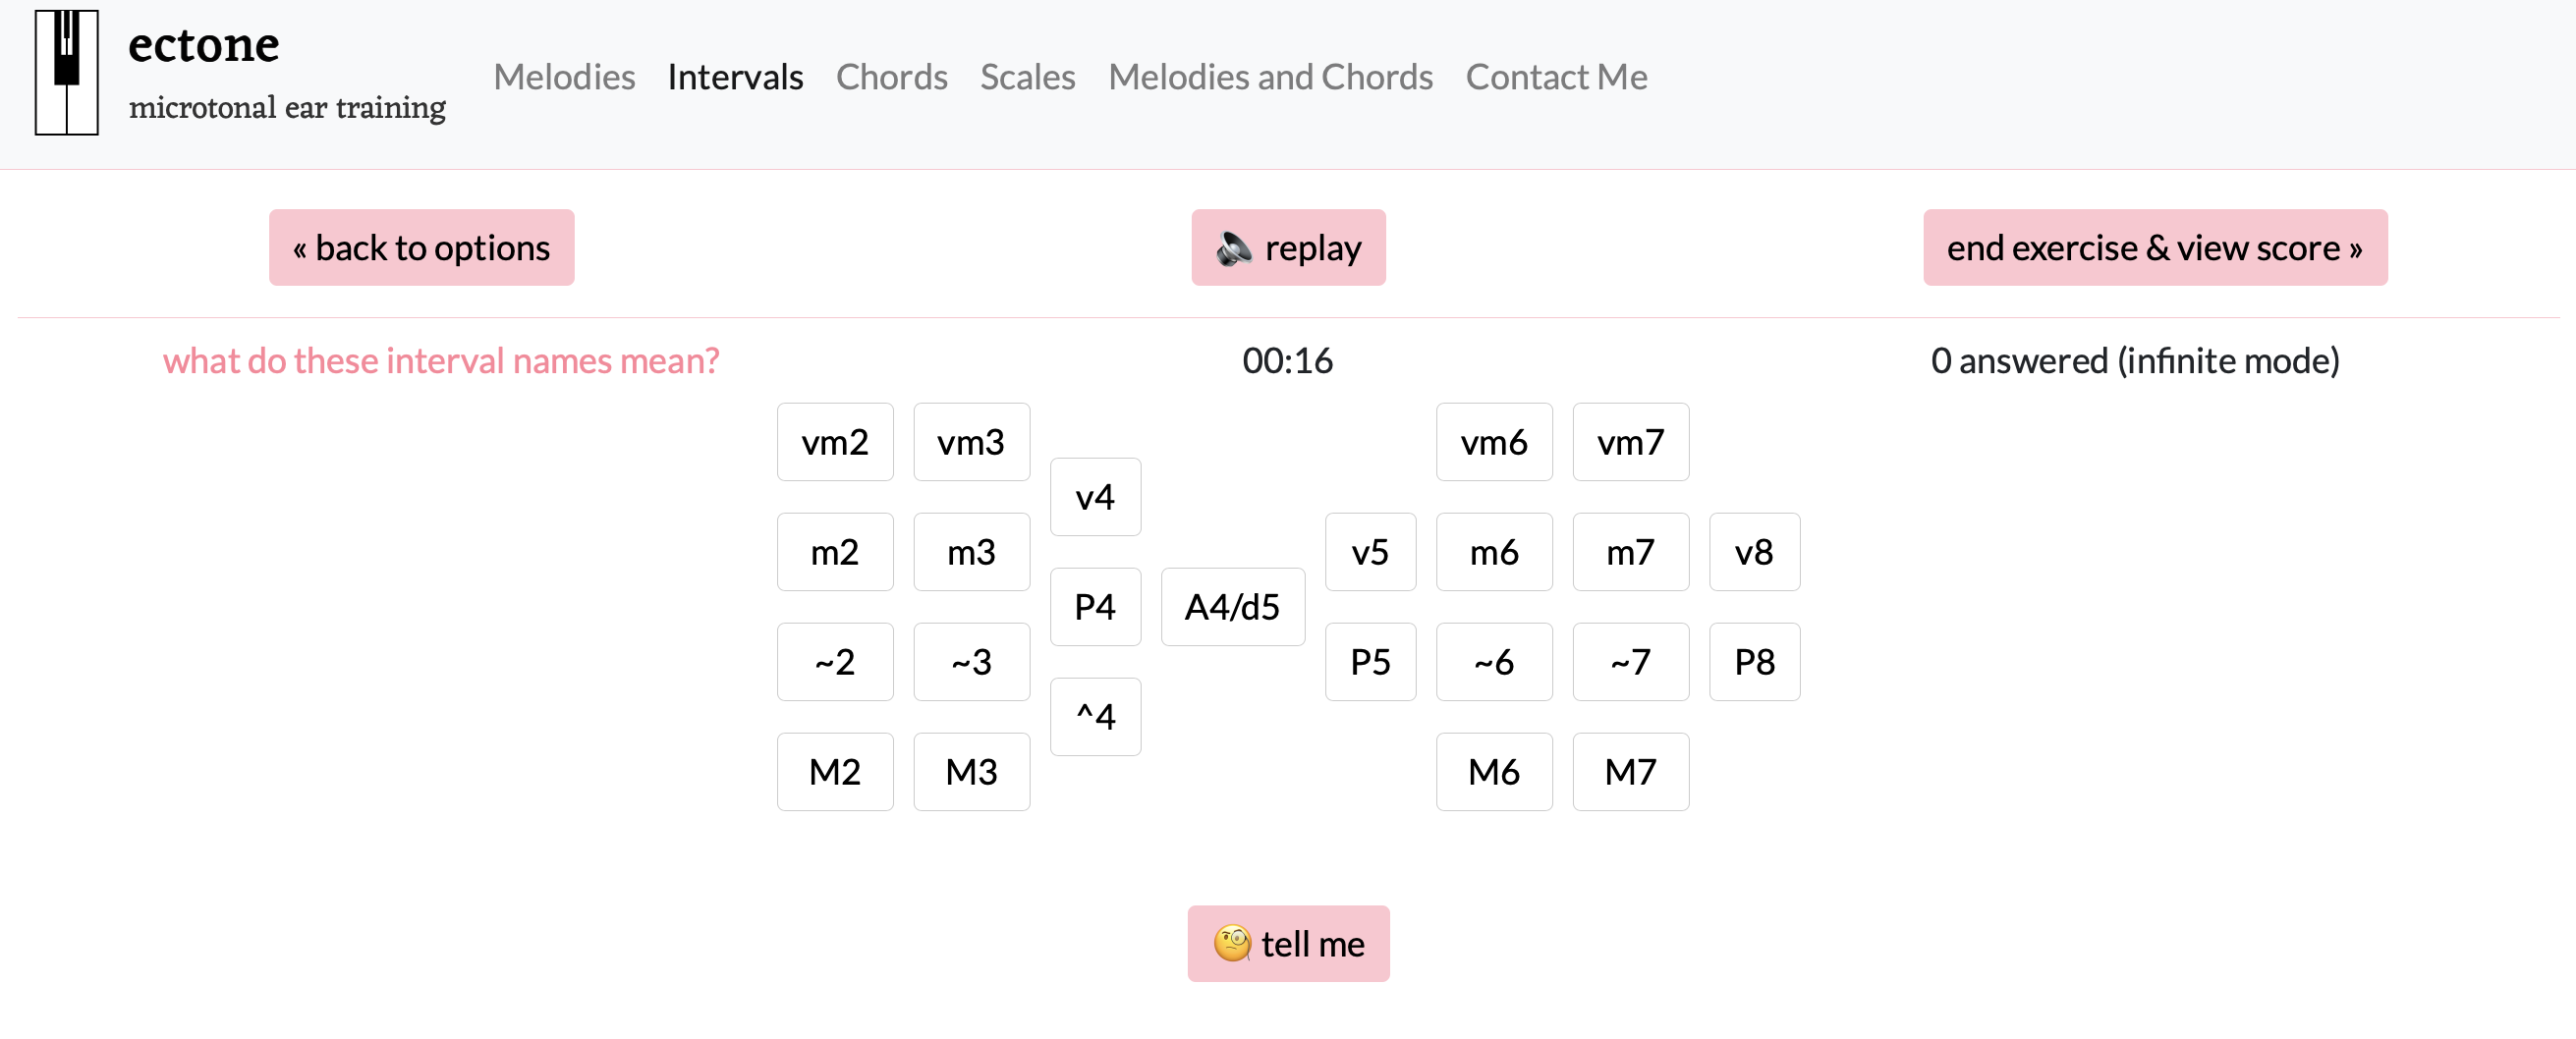 ectone
microtonal ear training
Melodies Intervals Chords Scales Melodies and Chords Contact Me
« back to options
replay
end exercise & view score »
what do these interval names mean?
00:16
0 answered (infinite mode)
vm2 vm3 vm6 vm7
v4
m2 m3 v5 m6 m7 v8
P4 A4/d5
~2 ~3 P5 ~6 ~7 P8
^4
M2 M3 M6 M7
tell me